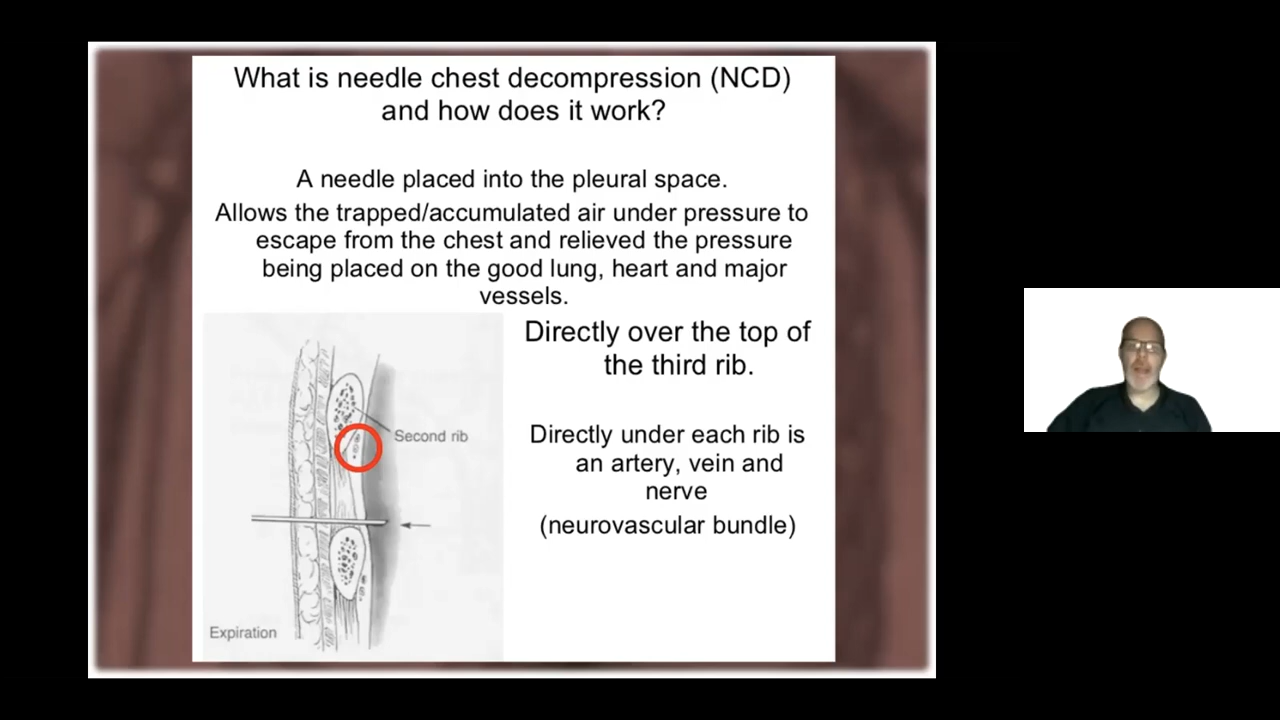 What is needle chest decompression (NCD)
and how does it work?
A needle placed into the pleural space.
Allows the trapped/accumulated air under pressure to
escape from the chest and relieved the pressure
being placed on the good lung, heart and major
vessels.
Directly over the top of
the third rib.
Second rib
Directly under each rib is
an artery, vein and
nerve
(neurovascular bundle)
Expiration